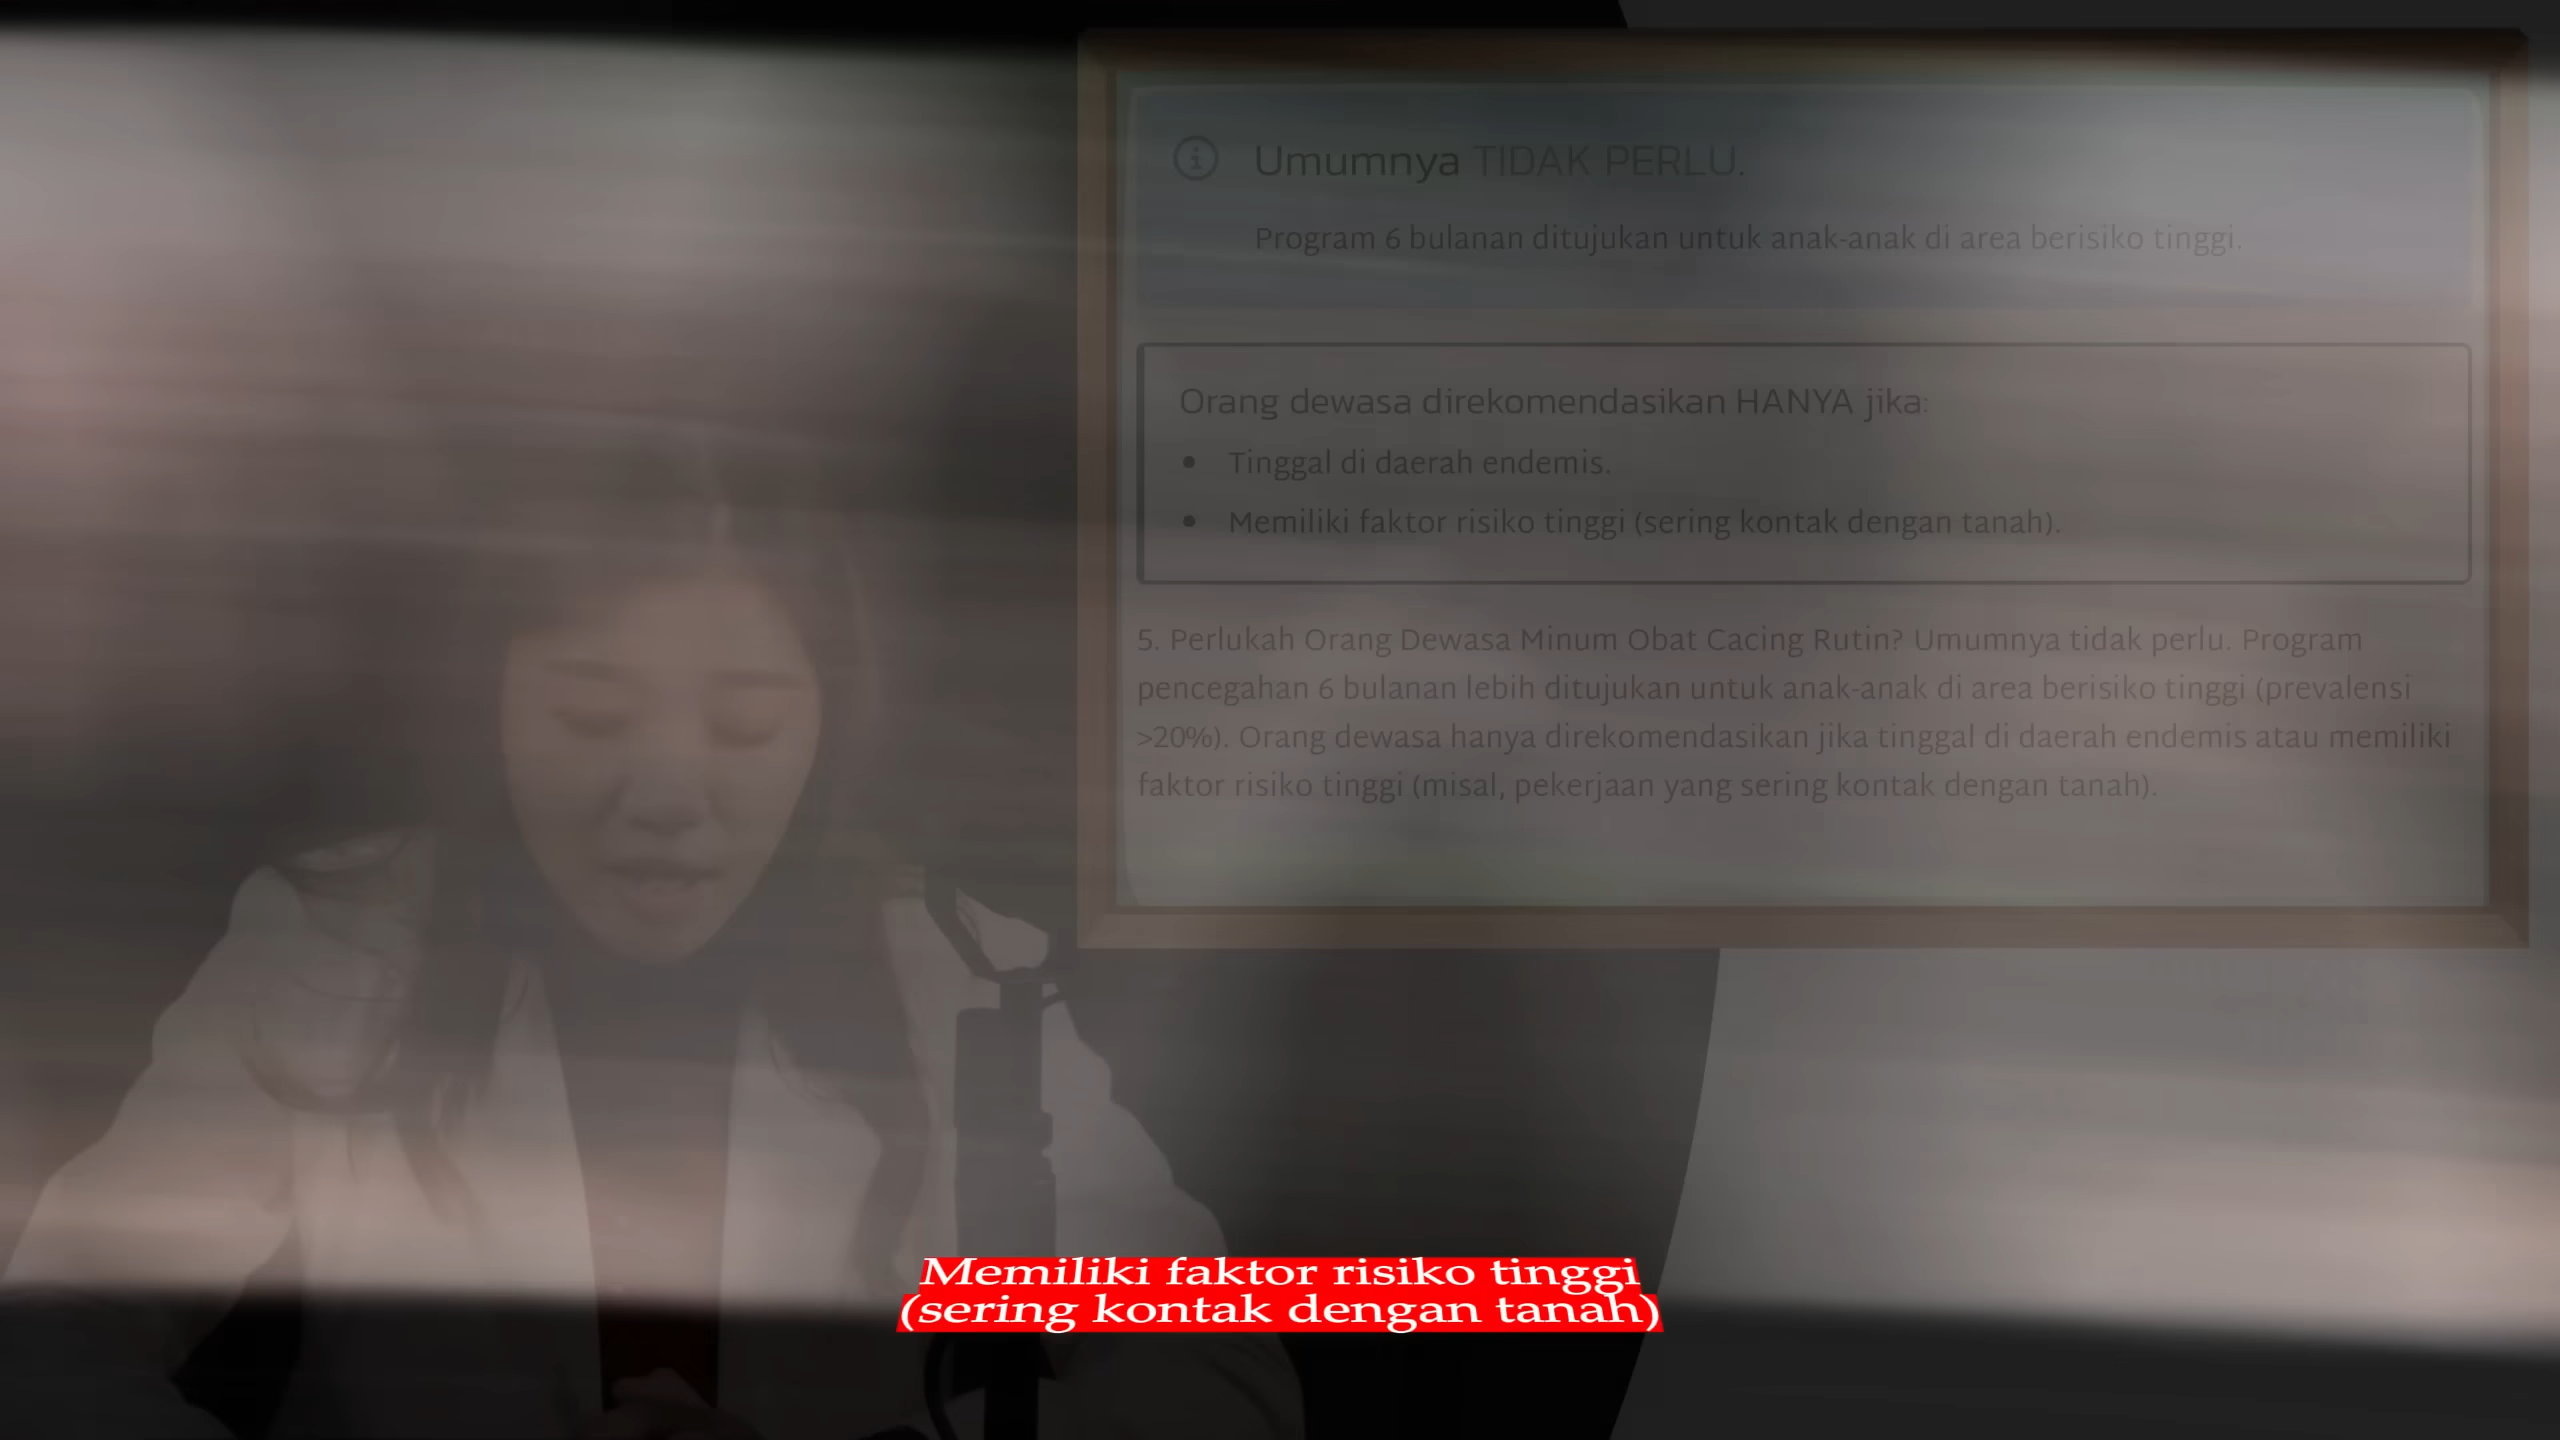 Umumnya TIDAK PERLU.
Program 6 bulanan ditujukan untuk anak-anak di area berisiko tinggi.
Orang dewasa direkomendasikan HANYA jika:
• Tinggal di daerah endemis.
• Memiliki faktor risiko tinggi (sering kontak dengan tanah).
5. Perlukah Orang Dewasa Minum Obat Cacing Rutin? Umumnya tidak perlu. Program
pencegahan 6 bulanan lebih ditujukan untuk anak-anak di area berisiko tinggi (prevalensi
>20%). Orang dewasa hanya direkomendasikan jika tinggal di daerah endemis atau memiliki
faktor risiko tinggi (misal, pekerjaan yang sering kontak dengan tanah).
Memiliki faktor risiko tinggi
(sering kontak dengan tanah)